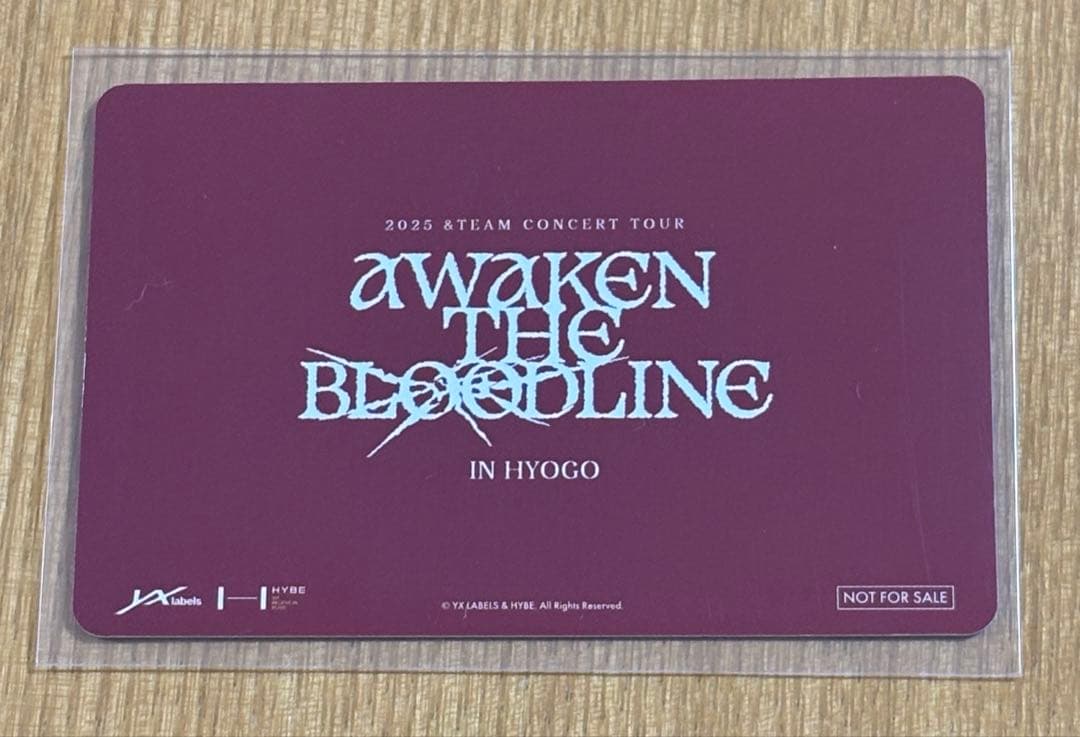 2025 &TEAM CONCERT TOUR
AWAKEN
THE
BLOODLINE
IN HYOGO
YX labels
HYBE
© YX LABELS & HYBE. All Rights Reserved.
NOT FOR SALE